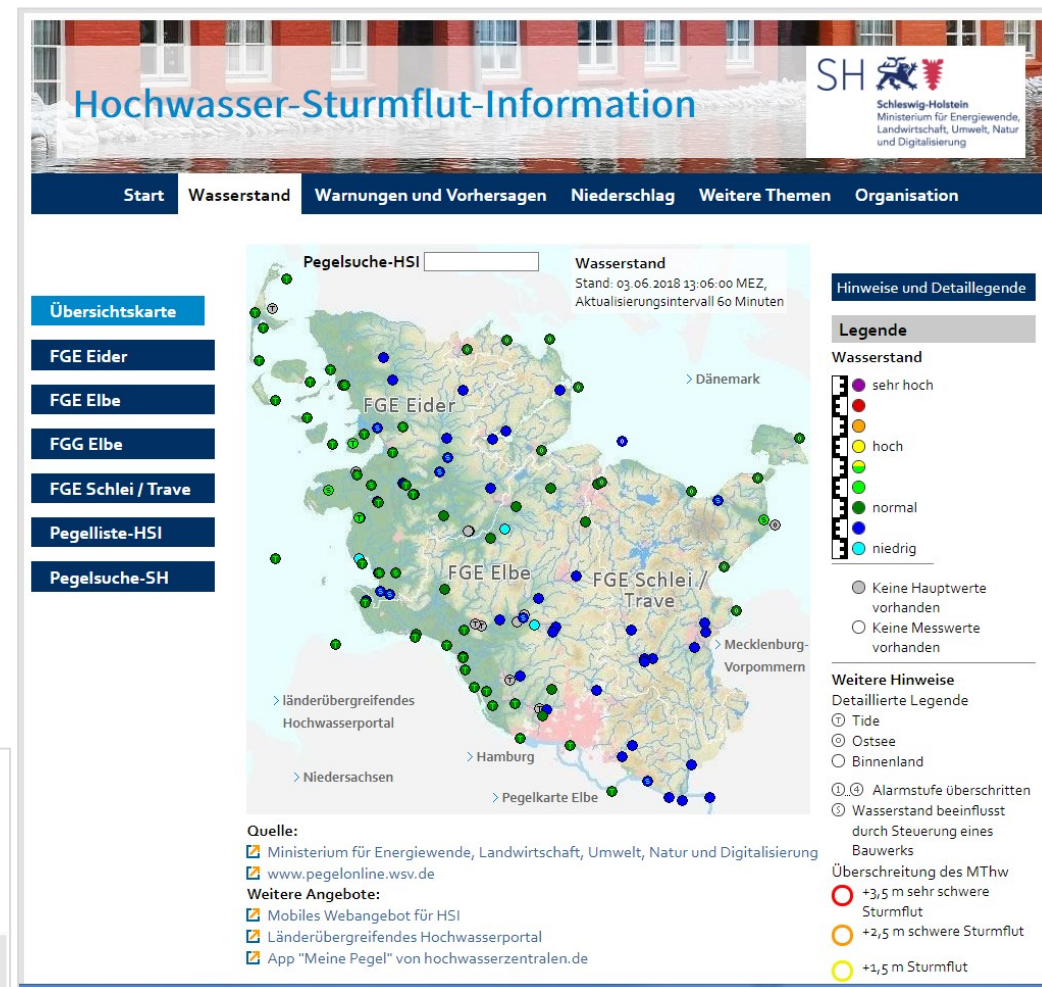 Hochwasser-Sturmflut-Information
SH
Schleswig-Holstein
Ministerium für Energiewende,
Landwirtschaft, Umwelt, Natur
und Digitalisierung
Start Wasserstand Warnungen und Vorhersagen Niederschlag Weitere Themen Organisation
Übersichtskarte
FGE Eider
FGE Elbe
FGG Elbe
FGE Schlei / Trave
Pegelliste-HSI
Pegelsuche-SH
Pegelsuche-HSI
Wasserstand
Stand: 03.06.2018 13:06:00 MEZ,
Aktualisierungsintervall 60 Minuten
> Dänemark
FGE Eider
FGE Elbe
FGE Schlei /
Trave
> Mecklenburg-
Vorpommern
> länderübergreifendes
Hochwasserportal
> Hamburg
> Niedersachsen
> Pegelkarte Elbe
Quelle:
Ministerium für Energiewende, Landwirtschaft, Umwelt, Natur und Digitalisierung
www.pegelonline.wsv.de
Weitere Angebote:
Mobiles Webangebot für HSI
Länderübergreifendes Hochwasserportal
App "Meine Pegel" von hochwasserzentralen.de
Hinweise und Detaillegende
Legende
Wasserstand
sehr hoch
hoch
normal
niedrig
Keine Hauptwerte
vorhanden
Keine Messwerte
vorhanden
Weitere Hinweise
Detaillierte Legende
T Tide
O Ostsee
Binnenland
1..4 Alarmstufe überschritten
S Wasserstand beeinflusst
durch Steuerung eines
Bauwerks
Überschreitung des MThw
+3,5 m sehr schwere
Sturmflut
+2,5 m schwere Sturmflut
+1,5 m Sturmflut